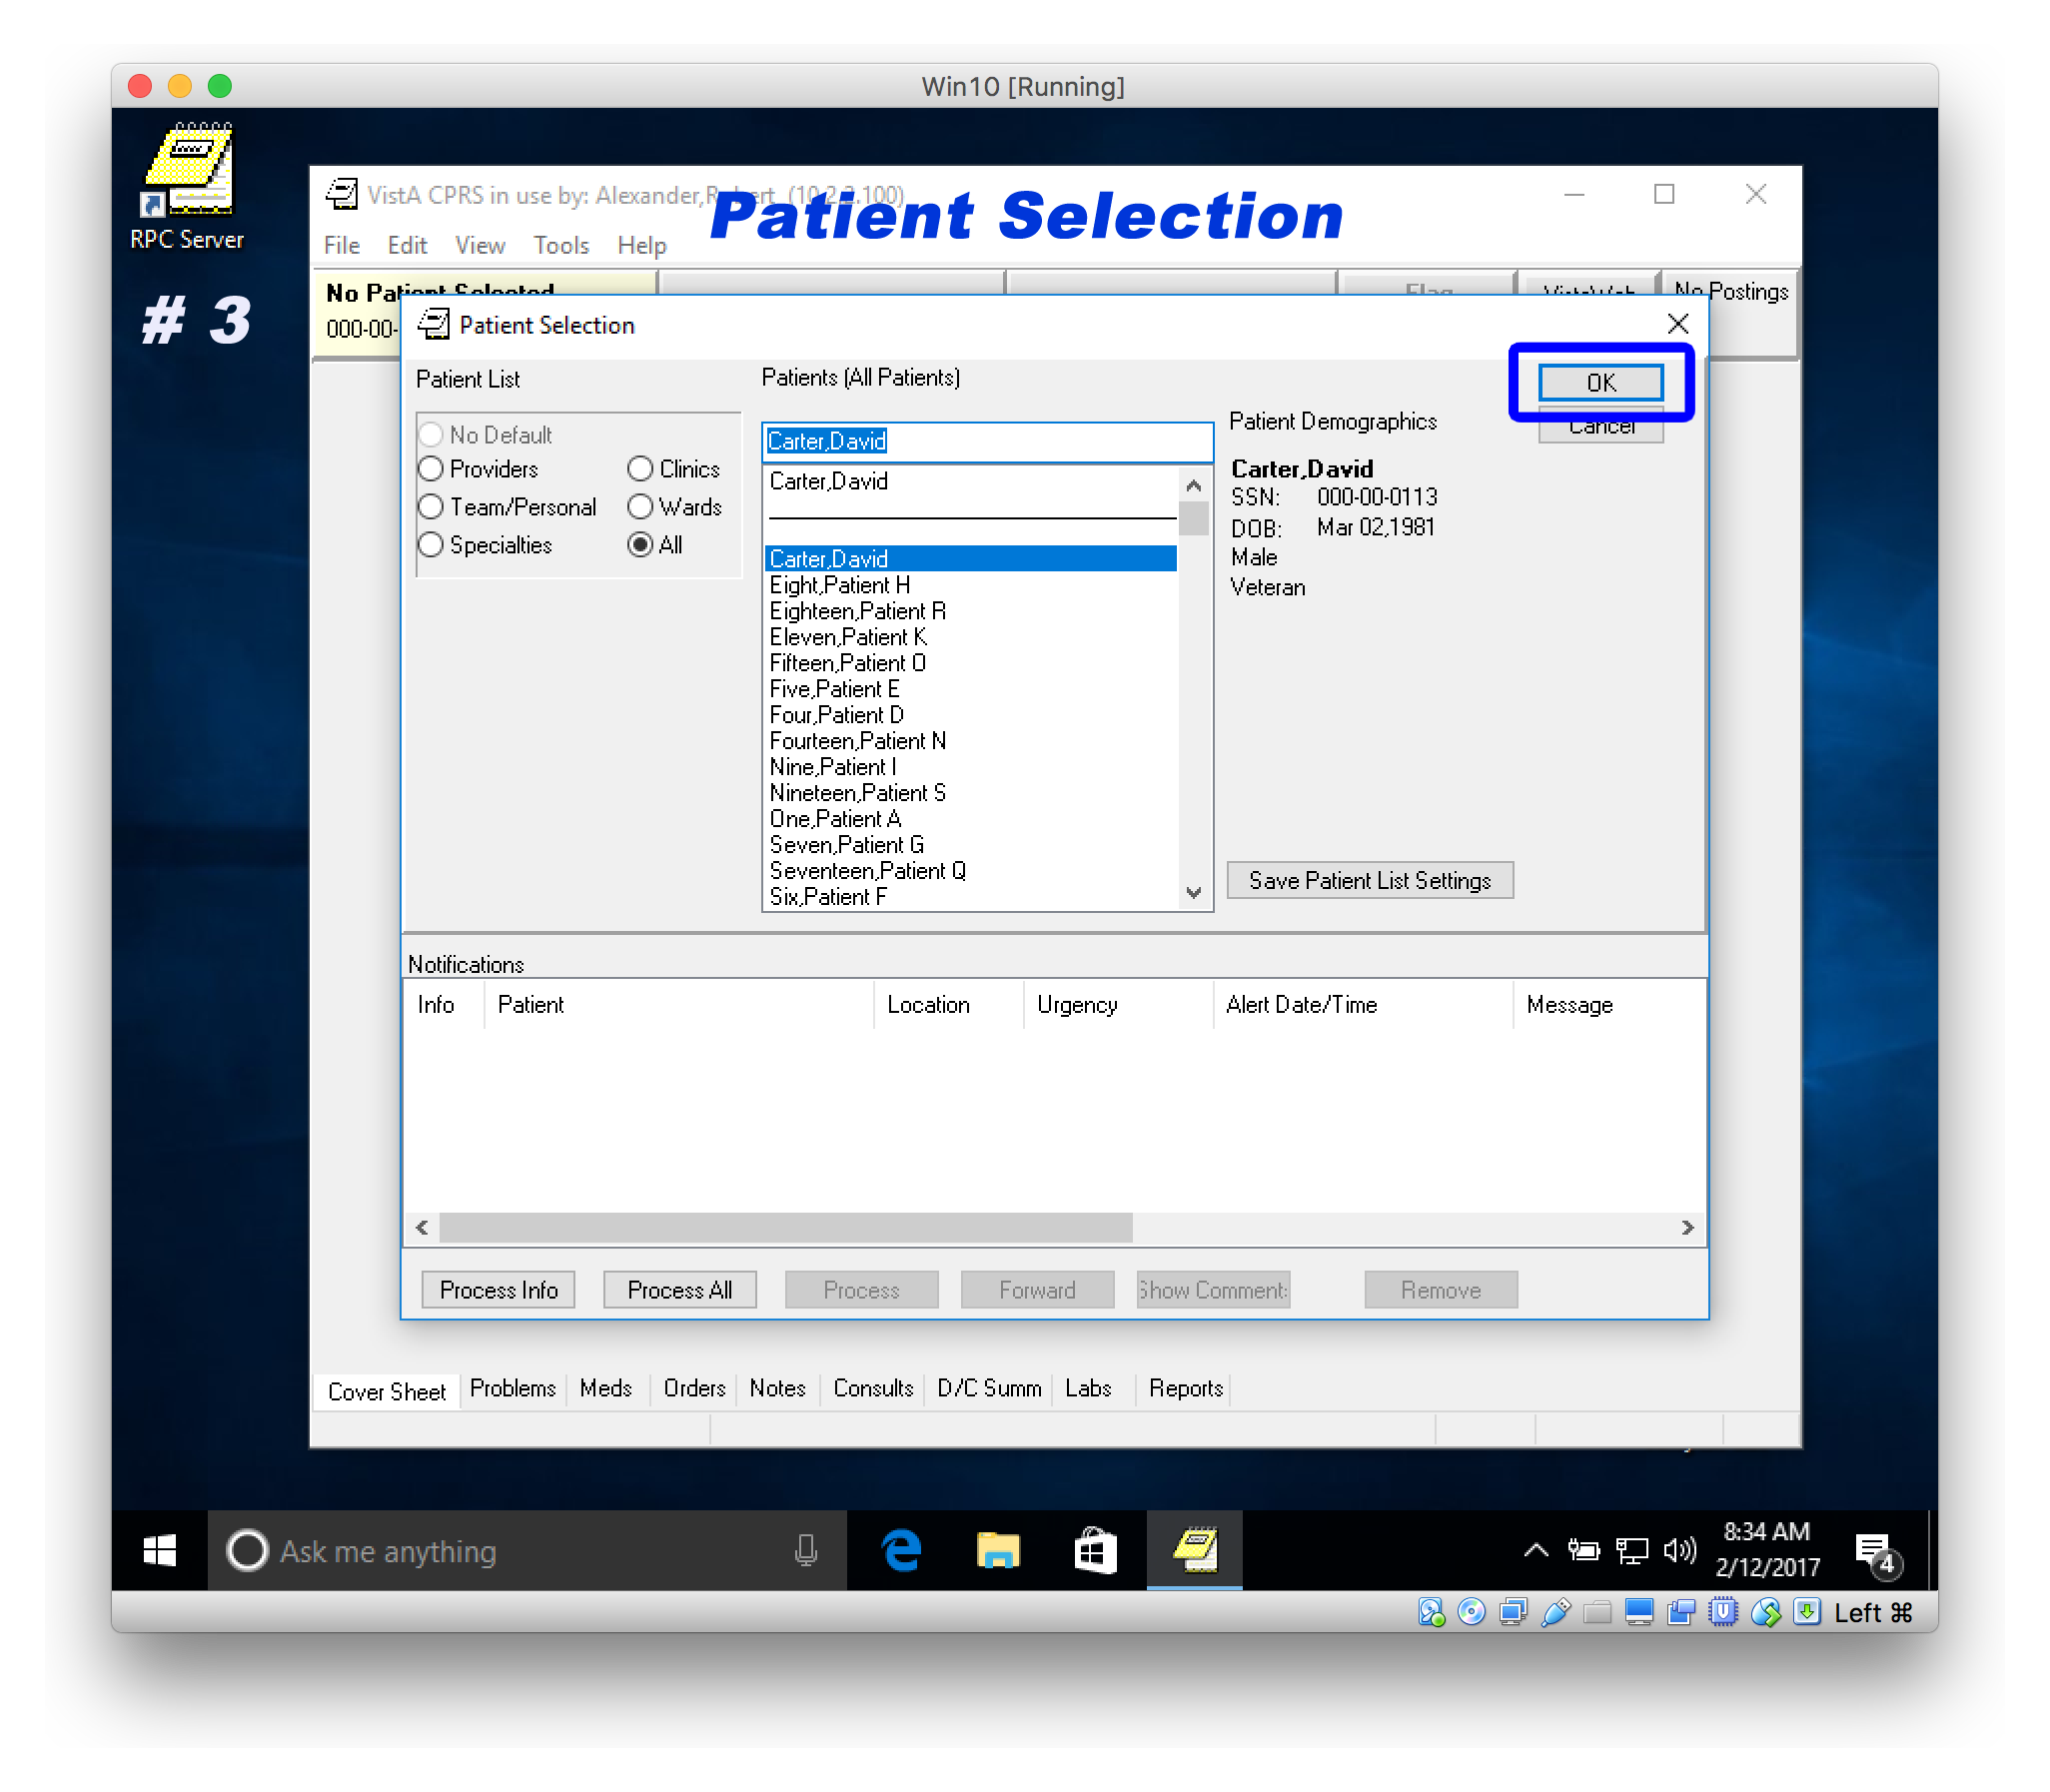 Win10 [Running]
RPC Server
# 3
VistA CPRS in use by: Alexander,Robert (10.2.2.100)
Patient Selection
File Edit View Tools Help
No Patient Selected
000-00-
Flag
VistaWeb
No Postings
Patient Selection
Patient List
No Default
Providers
Clinics
Team/Personal
Wards
Specialties
All
Patients (All Patients)
Carter,David
Carter,David
Carter,David
Eight,Patient H
Eighteen,Patient R
Eleven,Patient K
Fifteen,Patient O
Five,Patient E
Four,Patient D
Fourteen,Patient N
Nine,Patient I
Nineteen,Patient S
One,Patient A
Seven,Patient G
Seventeen,Patient Q
Six,Patient F
OK
Cancel
Patient Demographics
Carter,David
SSN: 000-00-0113
DOB: Mar 02,1981
Male
Veteran
Save Patient List Settings
Notifications
Info Patient Location Urgency Alert Date/Time Message
Process Info Process All Process Forward Show Comments Remove
Cover Sheet Problems Meds Orders Notes Consults D/C Summ Labs Reports
Ask me anything
8:34 AM
2/12/2017
4
Left ⌘